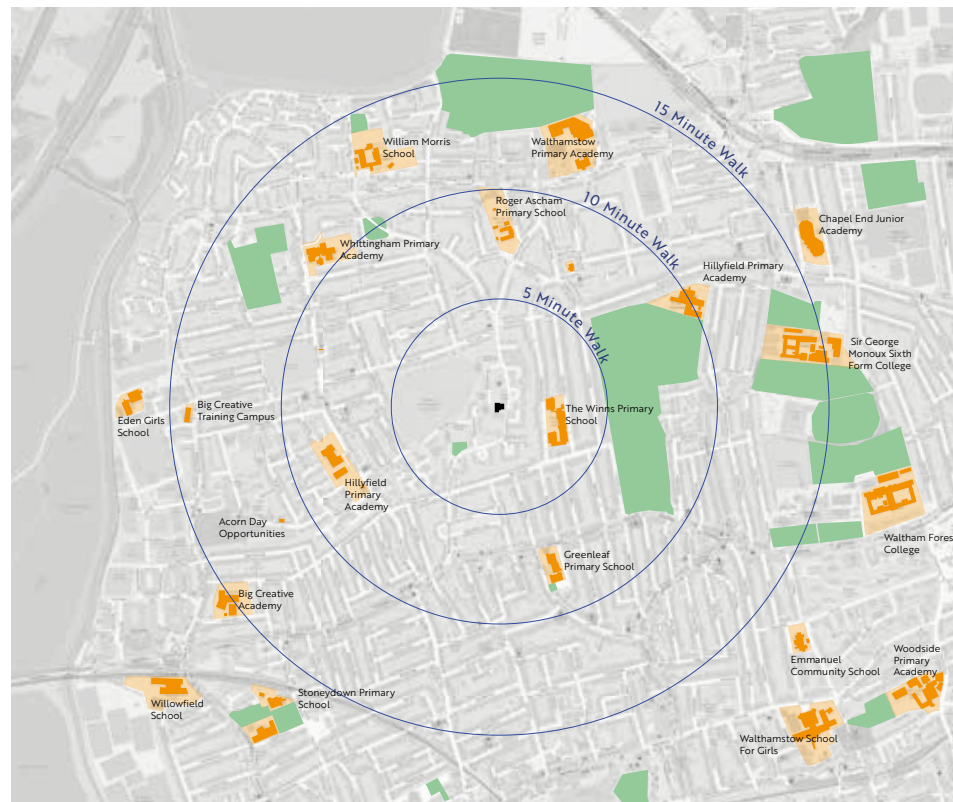 15 Minute Walk
William Morris
School
Walthamstow
Primary Academy
10 Minute Walk
Roger Ascham
Primary School
Chapel End Junior
Academy
Whittingham Primary
Academy
Hillyfield Primary
Academy
5 Minute Walk
Sir George
Monoux Sixth
Form College
Big Creative
Training Campus
The Winns Primary
School
Eden Girls
School
Hillyfield
Primary
Academy
Acorn Day
Opportunities
Waltham Fores
College
Greenleaf
Primary School
Big Creative
Academy
Emmanuel
Community School
Woodside
Primary
Academy
Stoneydown Primary
School
Willowfield
School
Walthamstow School
For Girls